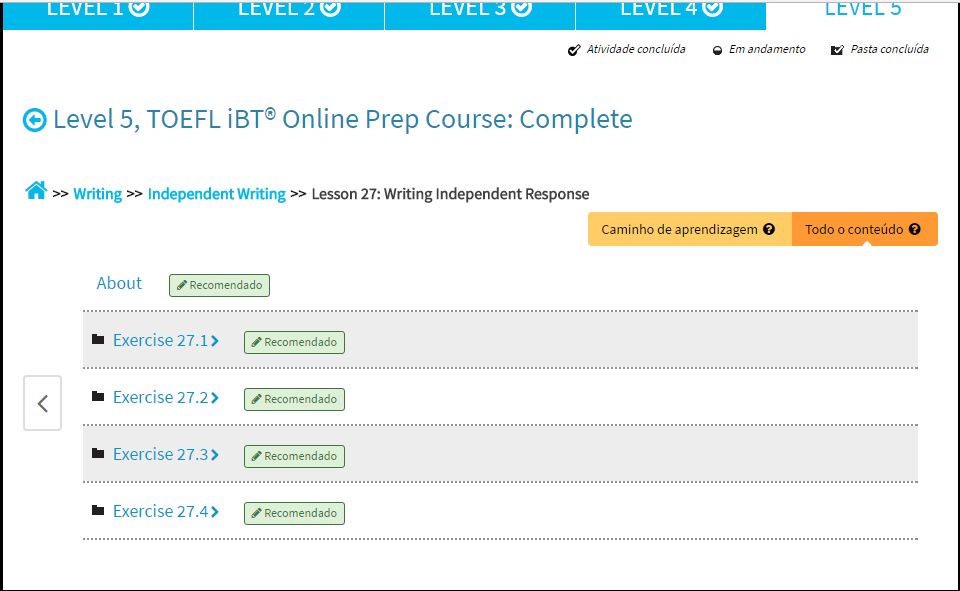 LEVEL 1 LEVEL 2 LEVEL 3 LEVEL 4 LEVEL 5
Atividade concluída Em andamento Pasta concluída
Level 5, TOEFL iBT® Online Prep Course: Complete
>> Writing >> Independent Writing >> Lesson 27: Writing Independent Response
Caminho de aprendizagem ? Todo o conteúdo ?
About Recomendado
Exercise 27.1 Recomendado
Exercise 27.2 Recomendado
Exercise 27.3 Recomendado
Exercise 27.4 Recomendado